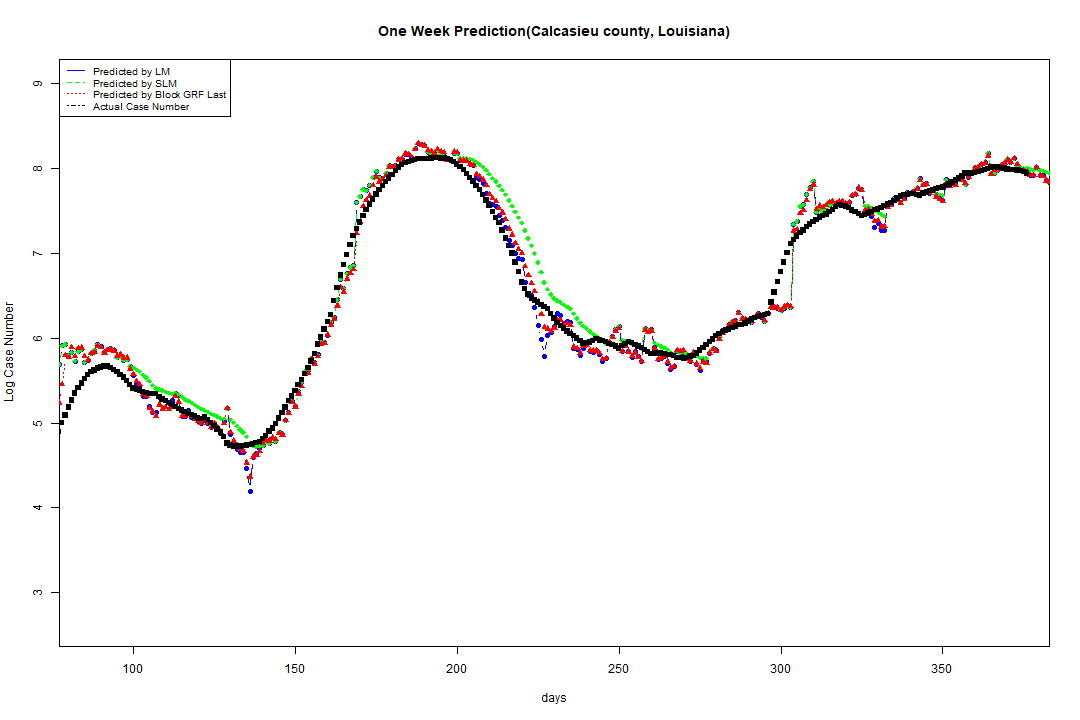 One Week Prediction(Calcasieu county, Louisiana)
Predicted by LM
Predicted by SLM
Predicted by Block GRF Last
Actual Case Number
9
8
7
6
5
4
3
Log Case Number
100 150 200 250 300 350
days